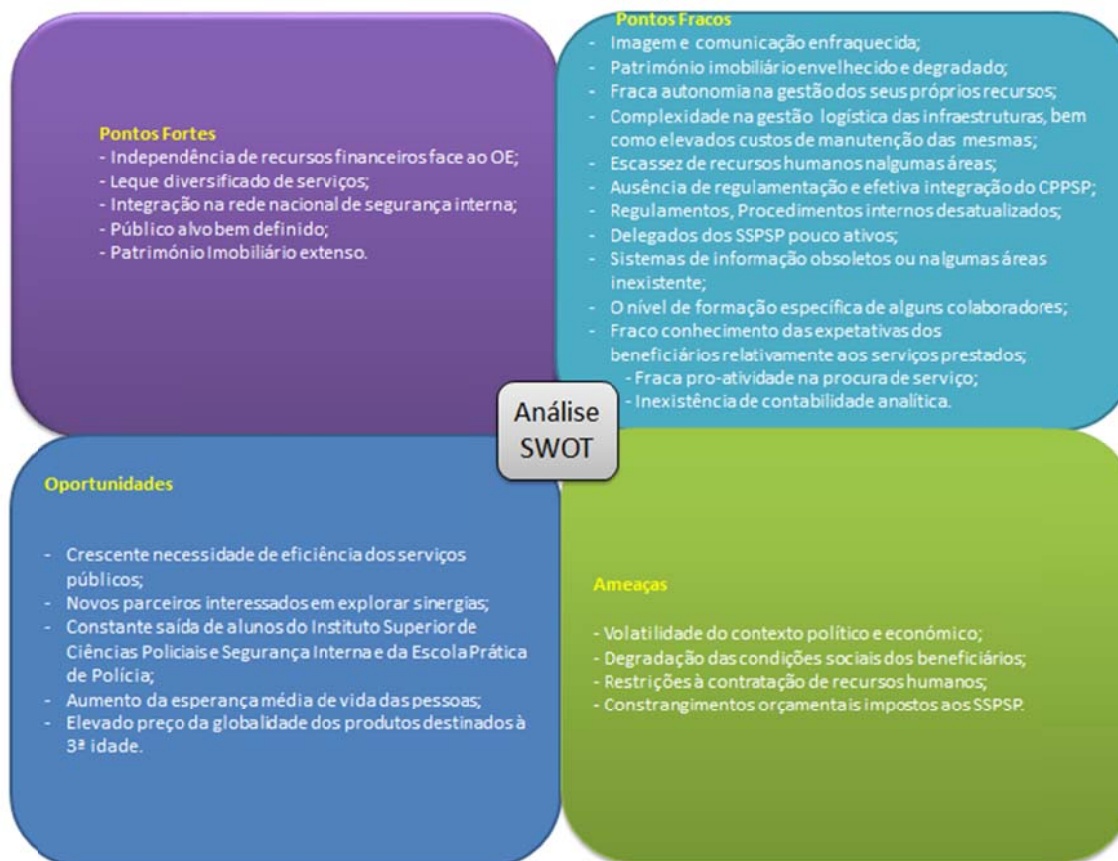 Pontos Fortes
- Independência de recursos financeiros face ao OE;
- Leque diversificado de serviços;
- Integração na rede nacional de segurança interna;
- Público alvo bem definido;
- Património Imobiliário extenso.
Pontos Fracos
- Imagem e comunicação enfraquecida;
- Património imobiliário envelhecido e degradado;
- Fraca autonomia na gestão dos seus próprios recursos;
- Complexidade na gestão logística das infraestruturas, bem
como elevados custos de manutenção das mesmas;
- Escassez de recursos humanos nalgumas áreas;
- Ausência de regulamentação e efetiva integração do CPPSP;
- Regulamentos, Procedimentos internos desatualizados;
- Delegados dos SSPSP pouco ativos;
- Sistemas de informação obsoletos ou nalgumas áreas
inexistente;
- O nível de formação específica de alguns colaboradores;
- Fraco conhecimento das expetativas dos
beneficiários relativamente aos serviços prestados;
- Fraca pro-atividade na procura de serviço;
- Inexistência de contabilidade analítica.
Análise
SWOT
Oportunidades
- Crescente necessidade de eficiência dos serviços
públicos;
- Novos parceiros interessados em explorar sinergias;
- Constante saída de alunos do Instituto Superior de
Ciências Policiais e Segurança Interna e da Escola Prática
de Polícia;
- Aumento da esperança média de vida das pessoas;
- Elevado preço da globalidade dos produtos destinados à
3ª idade.
Ameaças
- Volatilidade do contexto político e económico;
- Degradação das condições sociais dos beneficiários;
- Restrições à contratação de recursos humanos;
- Constrangimentos orçamentais impostos aos SSPSP.